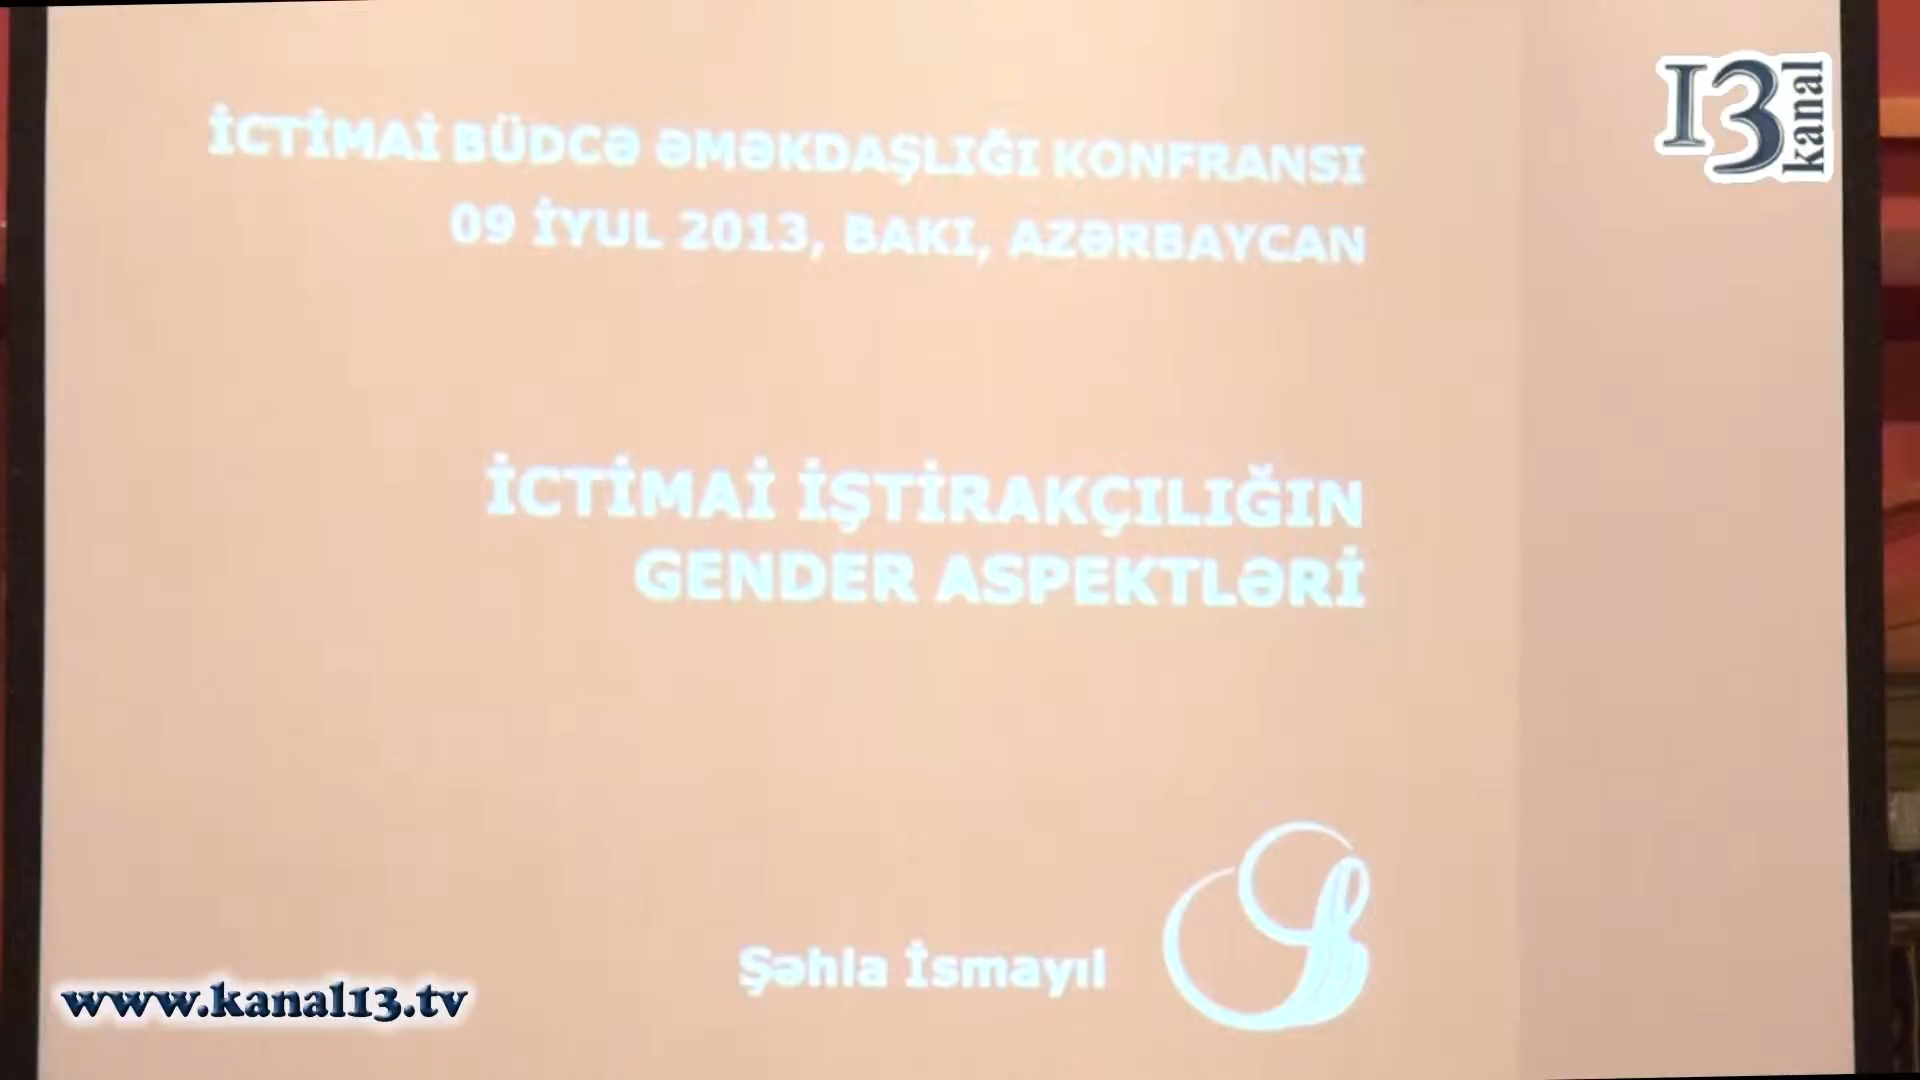 İCTİMAİ BÜDCƏ ƏMƏKDAŞLIĞI KONFRANSI
09 İYUL 2013, BAKI, AZƏRBAYCAN
13 kanal
İCTİMAİ İŞTİRAKÇILIĞIN
GENDER ASPEKTLƏRİ
Şəhla İsmayıl
www.kanal13.tv